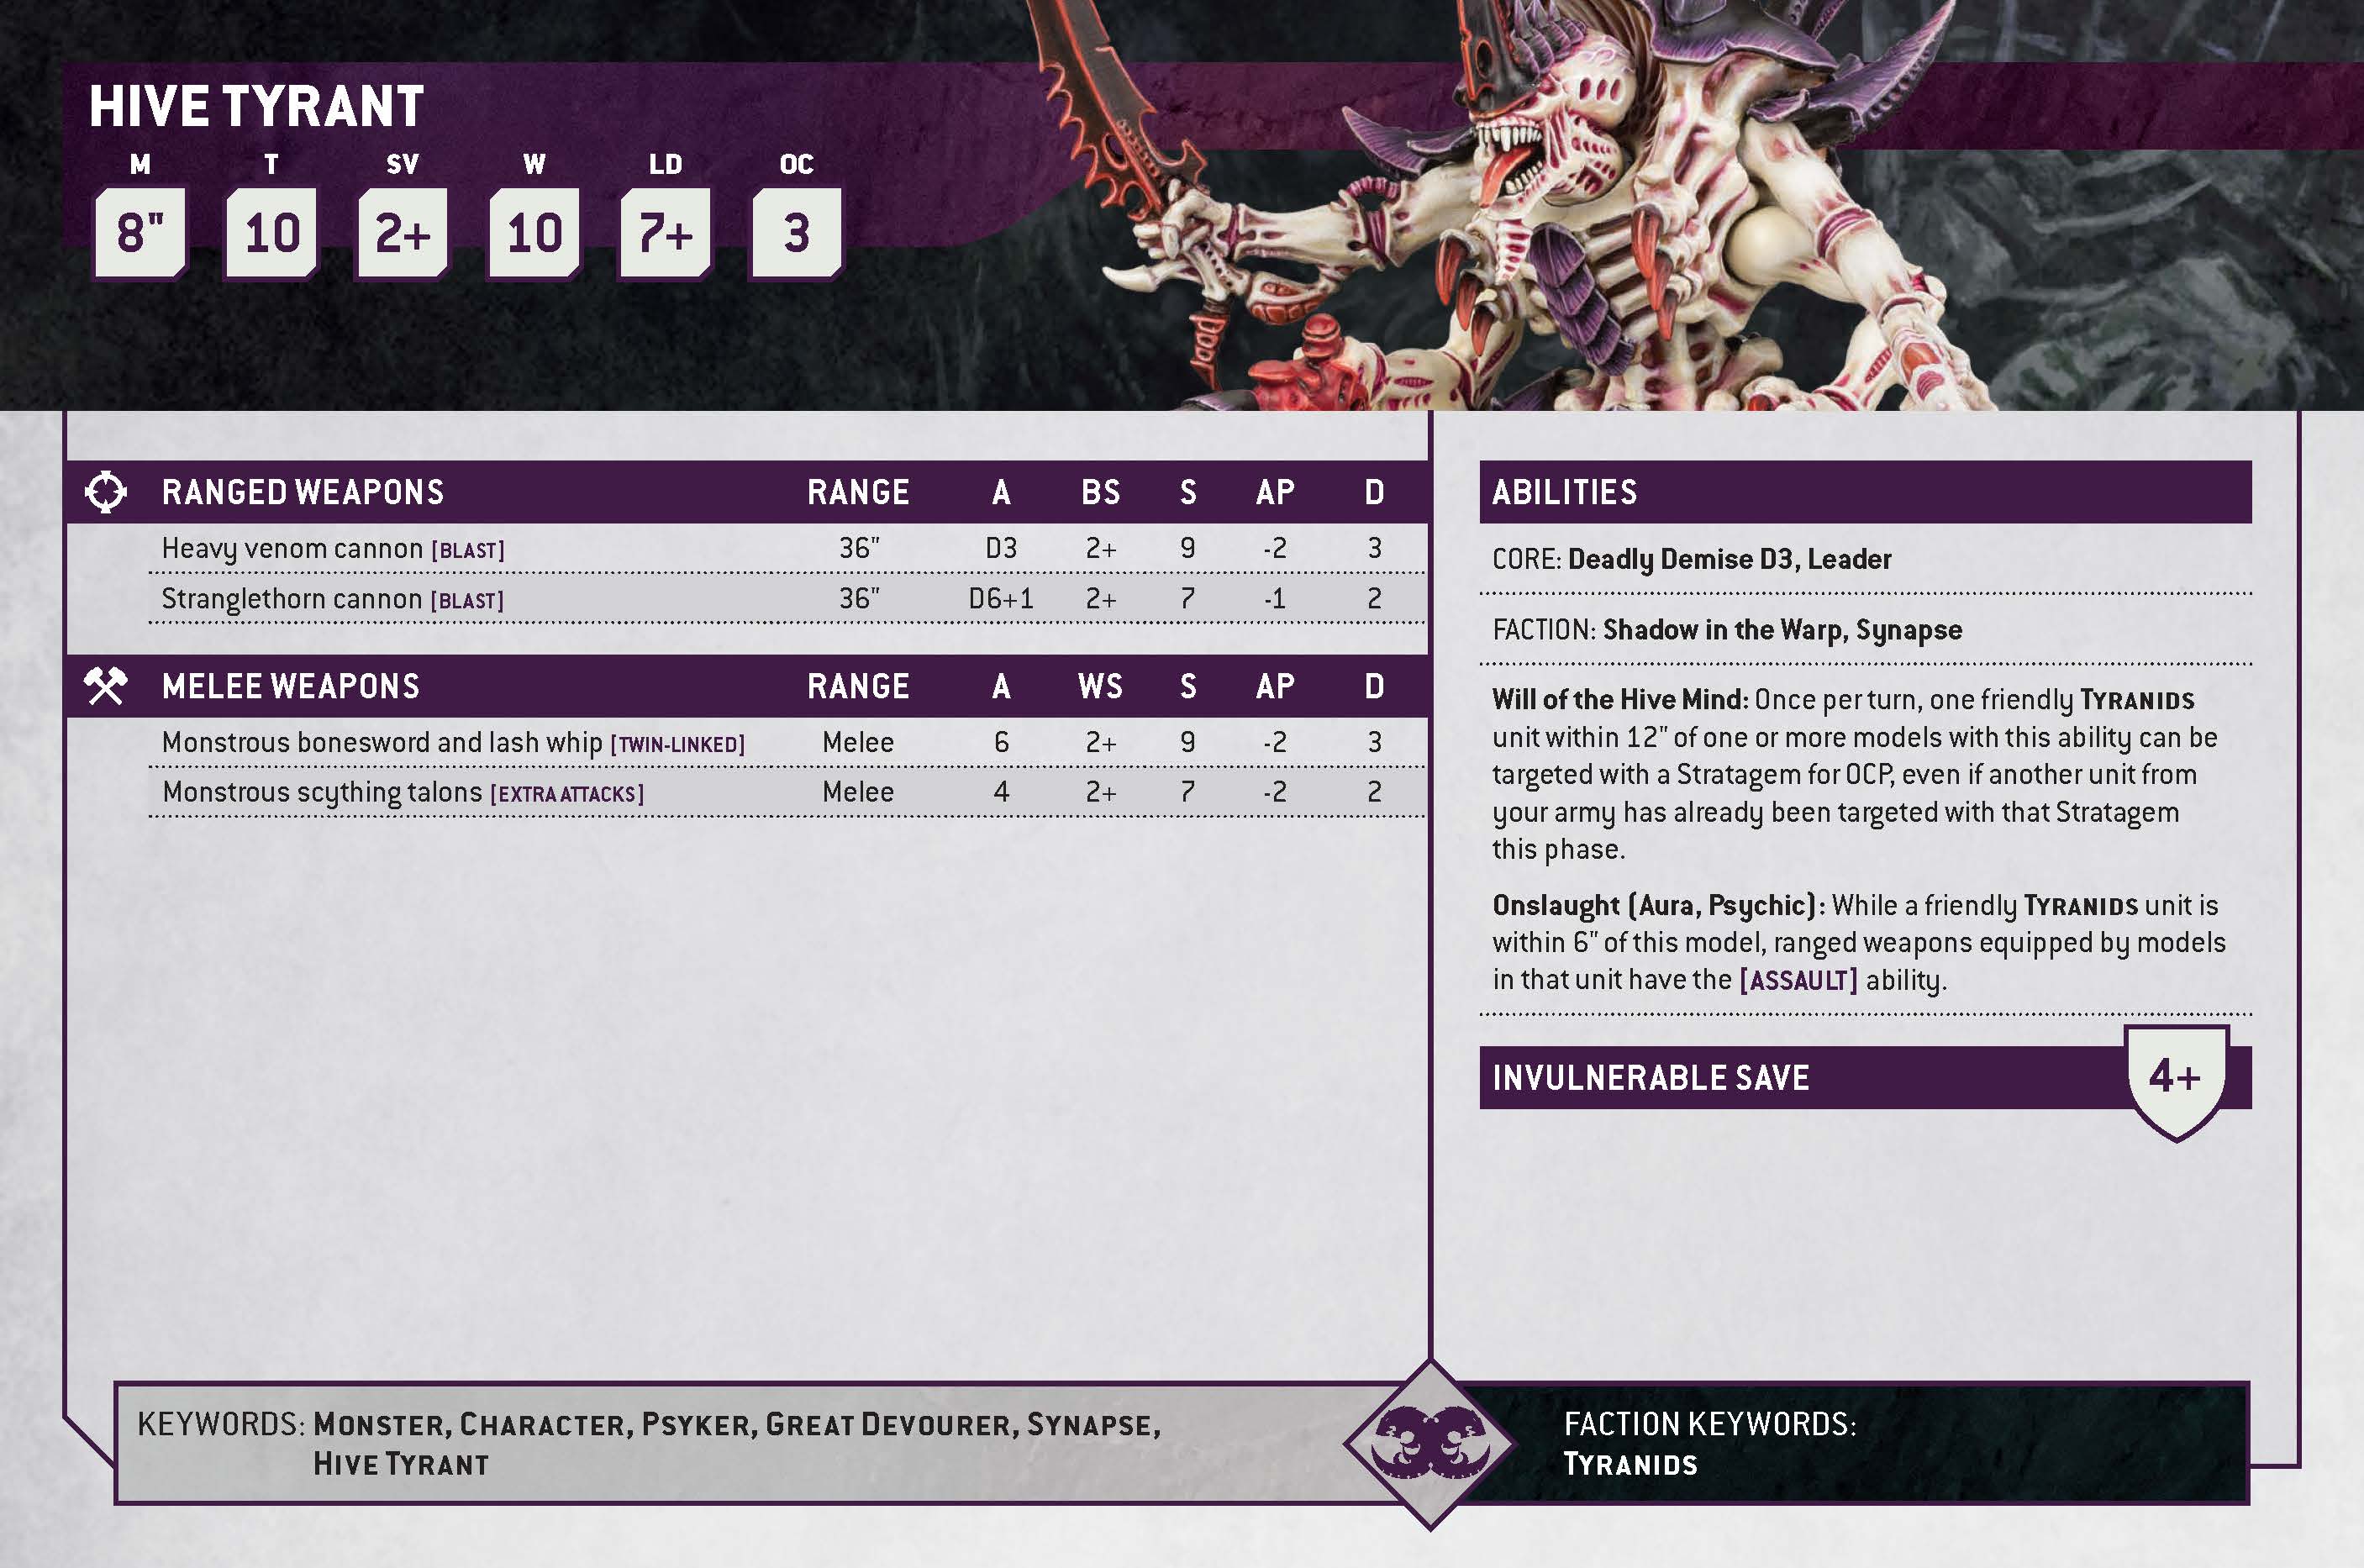 HIVE TYRANT
M T SV W LD OC
8" 10 2+ 10 7+ 3
RANGED WEAPONS RANGE A BS S AP D
Heavy venom cannon [BLAST] 36" D3 2+ 9 -2 3
Stranglethorn cannon [BLAST] 36" D6+1 2+ 7 -1 2
MELEE WEAPONS RANGE A WS S AP D
Monstrous bonesword and lash whip [TWIN-LINKED] Melee 6 2+ 9 -2 3
Monstrous scything talons [EXTRA ATTACKS] Melee 4 2+ 7 -2 2
ABILITIES
CORE: Deadly Demise D3, Leader
FACTION: Shadow in the Warp, Synapse
Will of the Hive Mind: Once per turn, one friendly TYRANIDS
unit within 12" of one or more models with this ability can be
targeted with a Stratagem for 0CP, even if another unit from
your army has already been targeted with that Stratagem
this phase.
Onslaught (Aura, Psychic): While a friendly TYRANIDS unit is
within 6" of this model, ranged weapons equipped by models
in that unit have the [ASSAULT] ability.
INVULNERABLE SAVE 4+
KEYWORDS: MONSTER, CHARACTER, PSYKER, GREAT DEVOURER, SYNAPSE,
HIVE TYRANT
FACTION KEYWORDS:
TYRANIDS